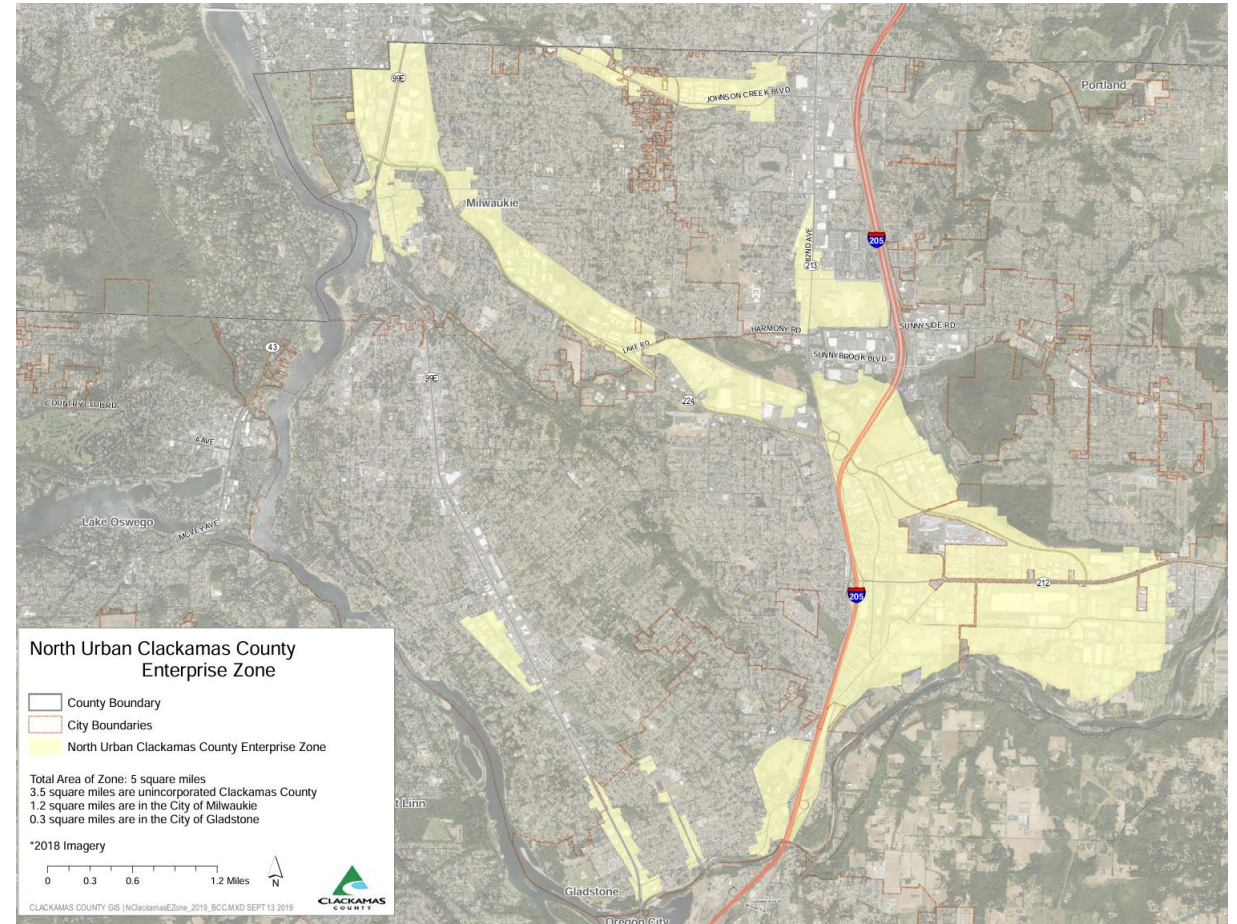 99E
JOHNSON CREEK BLVD
Portland
Milwaukie
205
82ND AVE
213
HARMONY RD
SUNNYSIDE RD
LAKE RD
SUNNYBROOK BLVD
43
99E
224
COUNTRY CLUB RD
A AVE
Lake Oswego
MCVEY AVE
212
205
t Linn
Gladstone
Oregon City
North Urban Clackamas County
Enterprise Zone
County Boundary
City Boundaries
North Urban Clackamas County Enterprise Zone
Total Area of Zone: 5 square miles
3.5 square miles are unincorporated Clackamas County
1.2 square miles are in the City of Milwaukie
0.3 square miles are in the City of Gladstone
*2018 Imagery
0 0.3 0.6 1.2 Miles
N
CLACKAMAS
COUNTY
CLACKAMAS COUNTY GIS | NClackamasEZone_2019_BCC.MXD SEPT 13 2019